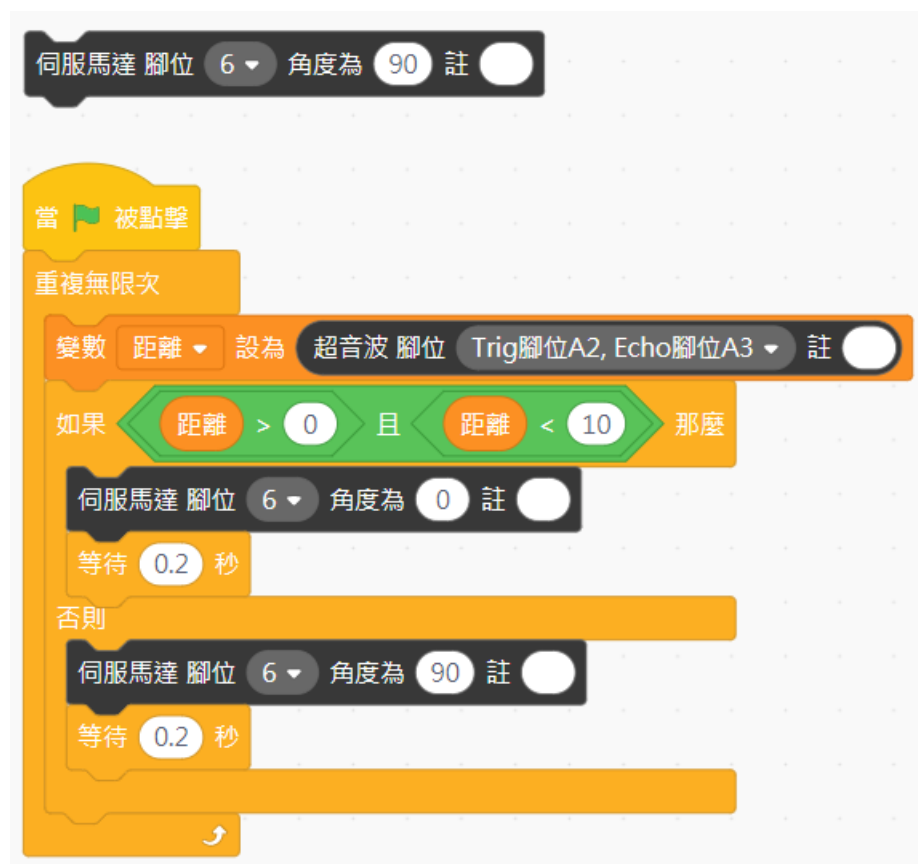 伺服馬達 腳位 6 角度為 90 註
當 被點擊
重複無限次
變數 距離 設為 超音波 腳位 Trig腳位A2, Echo腳位A3 註
如果 距離 > 0 且 距離 < 10 那麼
伺服馬達 腳位 6 角度為 0 註
等待 0.2 秒
否則
伺服馬達 腳位 6 角度為 90 註
等待 0.2 秒